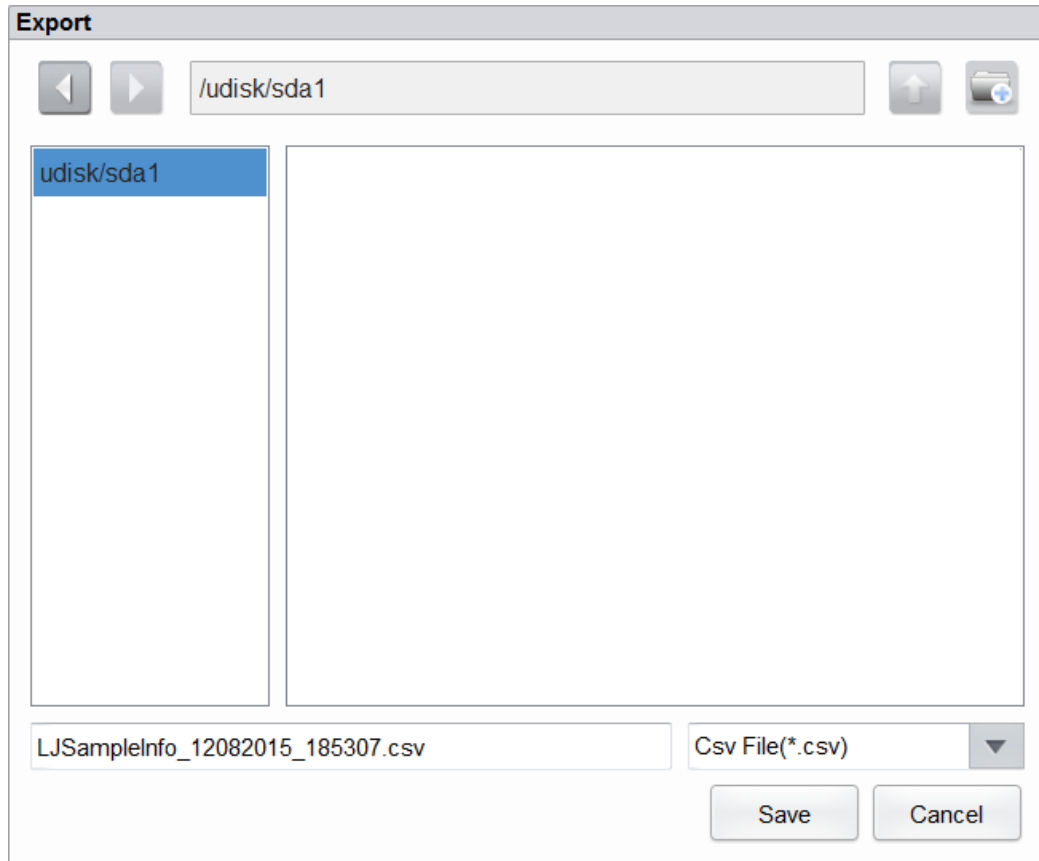 Export
/udisk/sda1
udisk/sda1
LJSampleInfo_12082015_185307.csv
Csv File(*.csv)
Save
Cancel